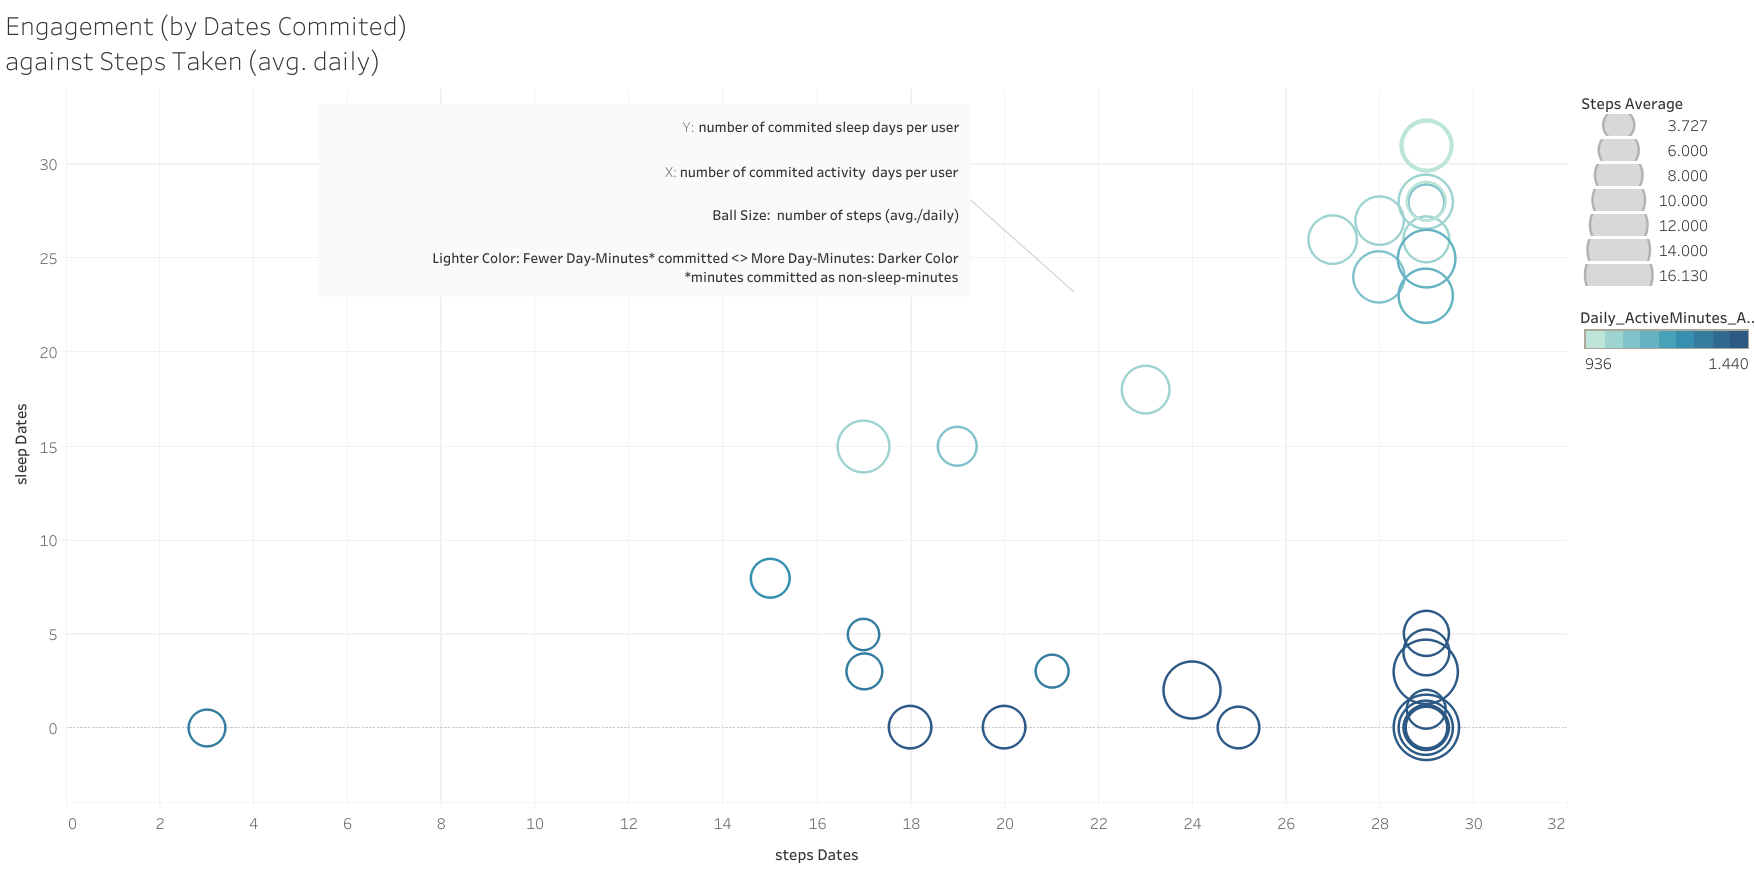 Engagement (by Dates Commited)
against Steps Taken (avg. daily)
Y: number of commited sleep days per user
X: number of commited activity  days per user
Ball Size:  number of steps (avg./daily)
Lighter Color: Fewer Day-Minutes* committed <> More Day-Minutes: Darker Color
*minutes committed as non-sleep-minutes
Steps Average
3.727
6.000
8.000
10.000
12.000
14.000
16.130
Daily_ActiveMinutes_A..
936 1.440
sleep Dates
30
25
20
15
10
5
0
0 2 4 6 8 10 12 14 16 18 20 22 24 26 28 30 32
steps Dates